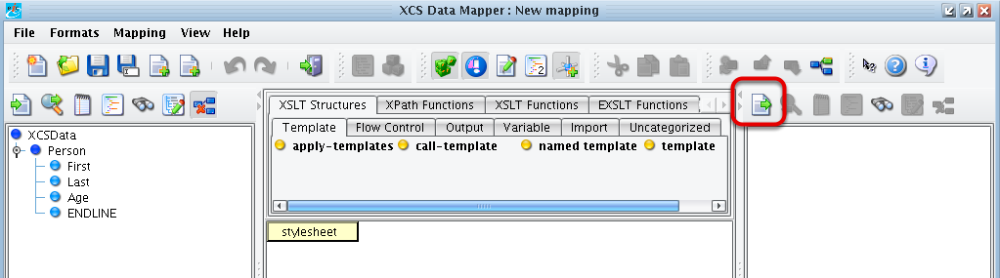 XCS Data Mapper : New mapping
File Formats Mapping View Help
XSLT Structures XPath Functions XSLT Functions EXSLT Functions
Template Flow Control Output Variable Import Uncategorized
apply-templates call-template named template template
XCSData
Person
First
Last
Age
ENDLINE
stylesheet